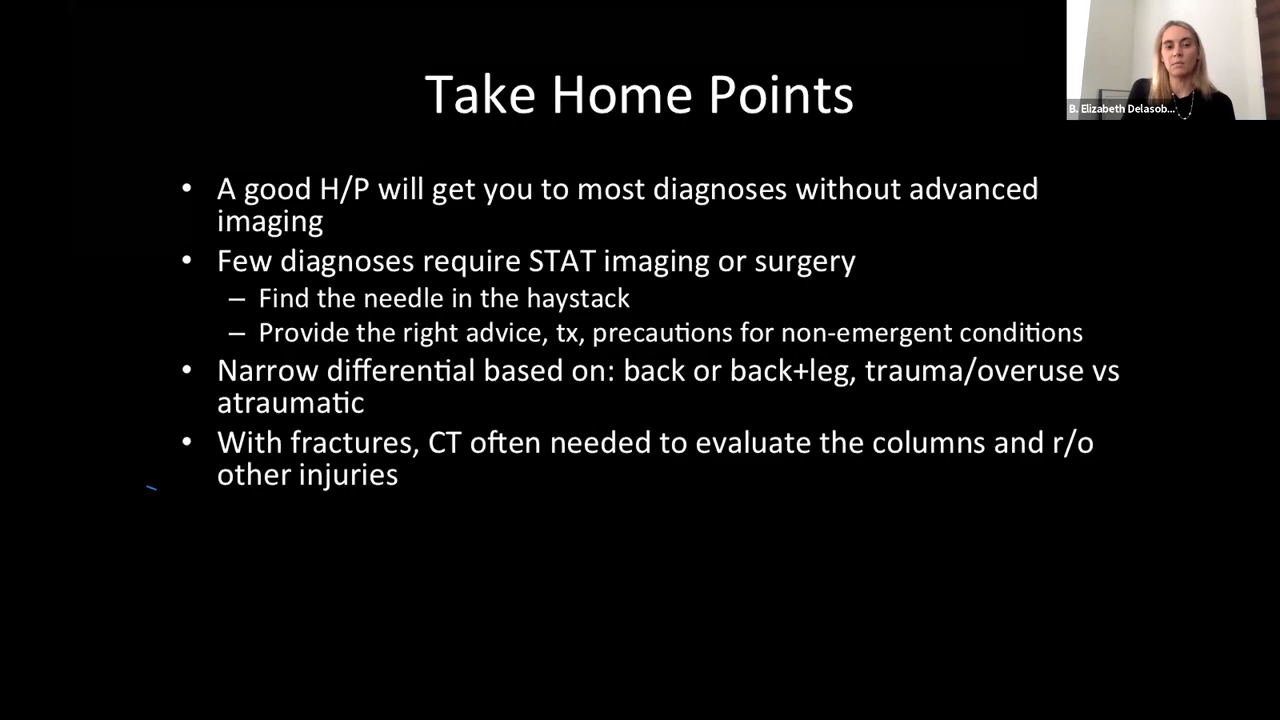 Take Home Points
B. Elizabeth Delasob...
• A good H/P will get you to most diagnoses without advanced
imaging
• Few diagnoses require STAT imaging or surgery
– Find the needle in the haystack
– Provide the right advice, tx, precautions for non-emergent conditions
• Narrow differential based on: back or back+leg, trauma/overuse vs
atraumatic
• With fractures, CT often needed to evaluate the columns and r/o
other injuries